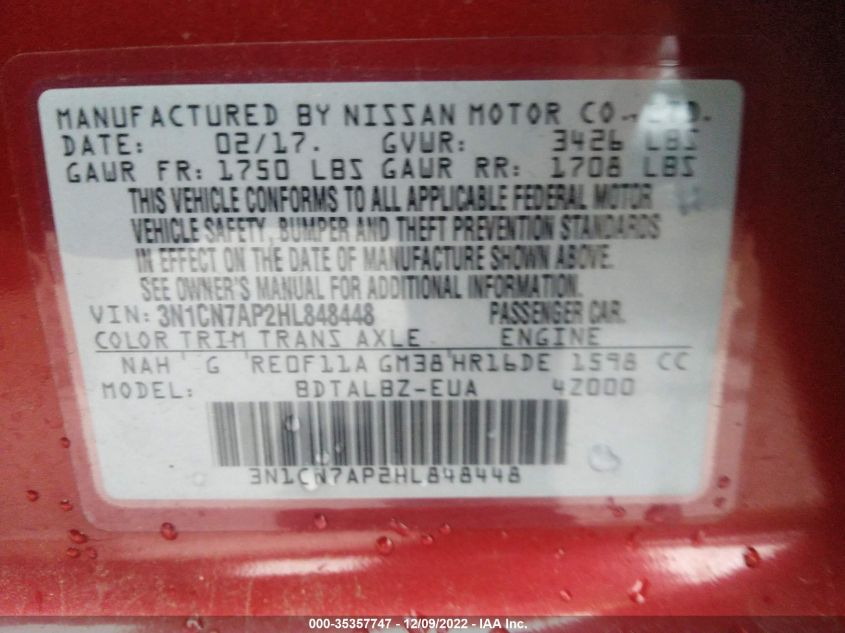 MANUFACTURED BY NISSAN MOTOR CO., LTD.
DATE: 02/17. GVWR: 3426 LBS
GAWR FR: 1750 LBS GAWR RR: 1708 LBS
THIS VEHICLE CONFORMS TO ALL APPLICABLE FEDERAL MOTOR
VEHICLE SAFETY, BUMPER AND THEFT PREVENTION STANDARDS
IN EFFECT ON THE DATE OF MANUFACTURE SHOWN ABOVE.
SEE OWNER'S MANUAL FOR ADDITIONAL INFORMATION.
VIN: 3N1CN7AP2HL848448 PASSENGER CAR.
COLOR TRIM TRANS AXLE ENGINE
NAH G RE0F11A GM38 HR16DE 1598 CC
MODEL: BDTALBZ-EUA 42000
3N1CN7AP2HL848448
000-35357747 - 12/09/2022 - IAA Inc.